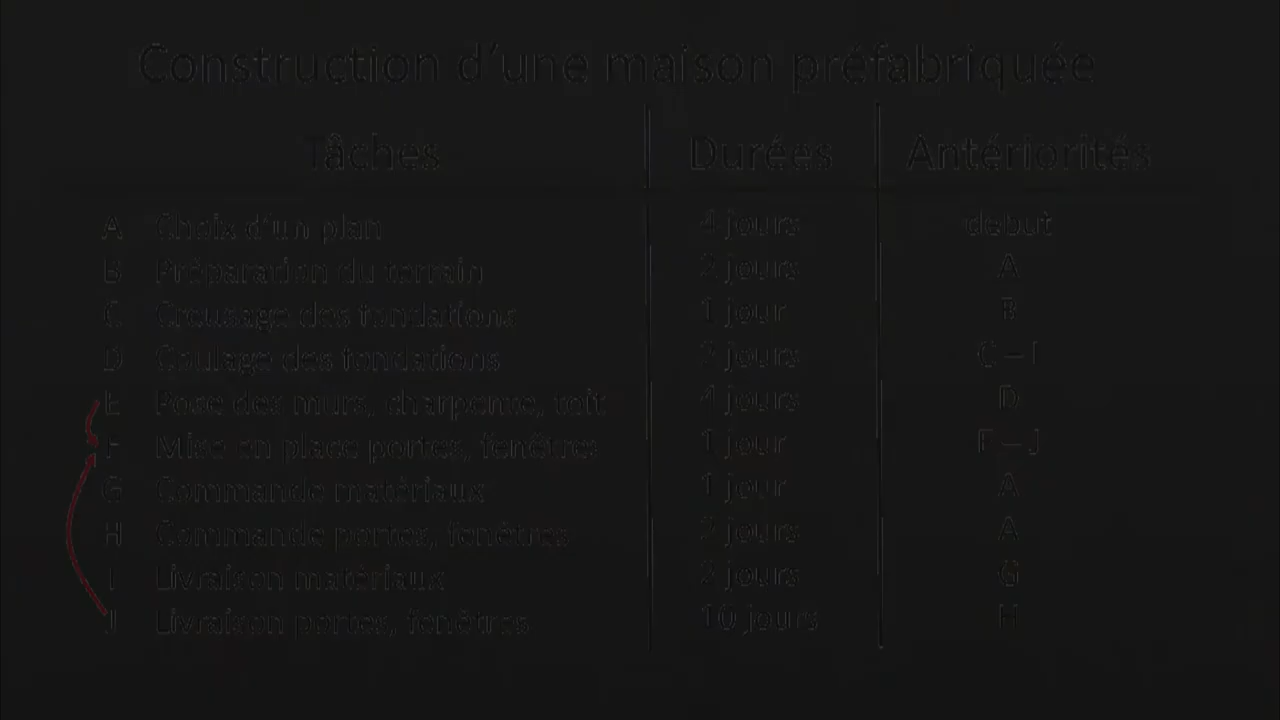 Construction d'une maison préfabriquée
Tâches Durées Antériorités
A Choix d'un plan 4 jours début
B Préparation du terrain 2 jours A
C Creusage des fondations 1 jour B
D Coulage des fondations 2 jours C – I
E Pose des murs, charpente, toit 4 jours D
F Mise en place portes, fenêtres 1 jour E – J
G Commande matériaux 1 jour A
H Commande portes, fenêtres 2 jours A
I Livraison matériaux 2 jours G
J Livraison portes, fenêtres 10 jours H